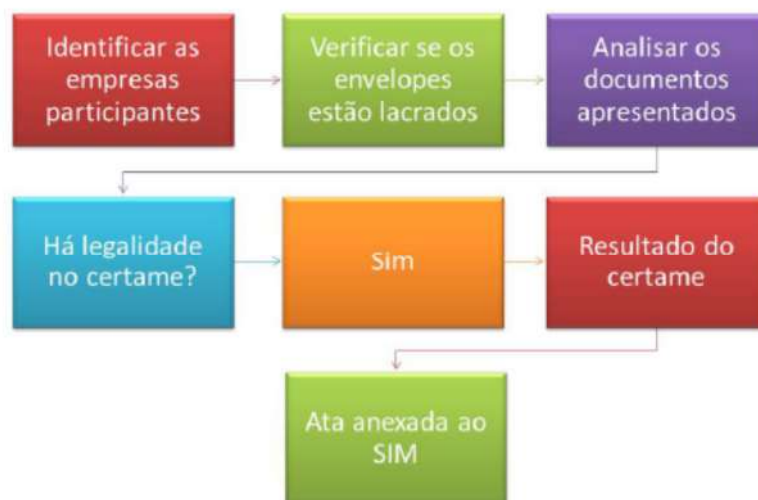 Identificar as
empresas
participantes
Verificar se os
envelopes
estão lacrados
Analisar os
documentos
apresentados
Há legalidade
no certame?
Sim
Resultado do
certame
Ata anexada ao
SIM